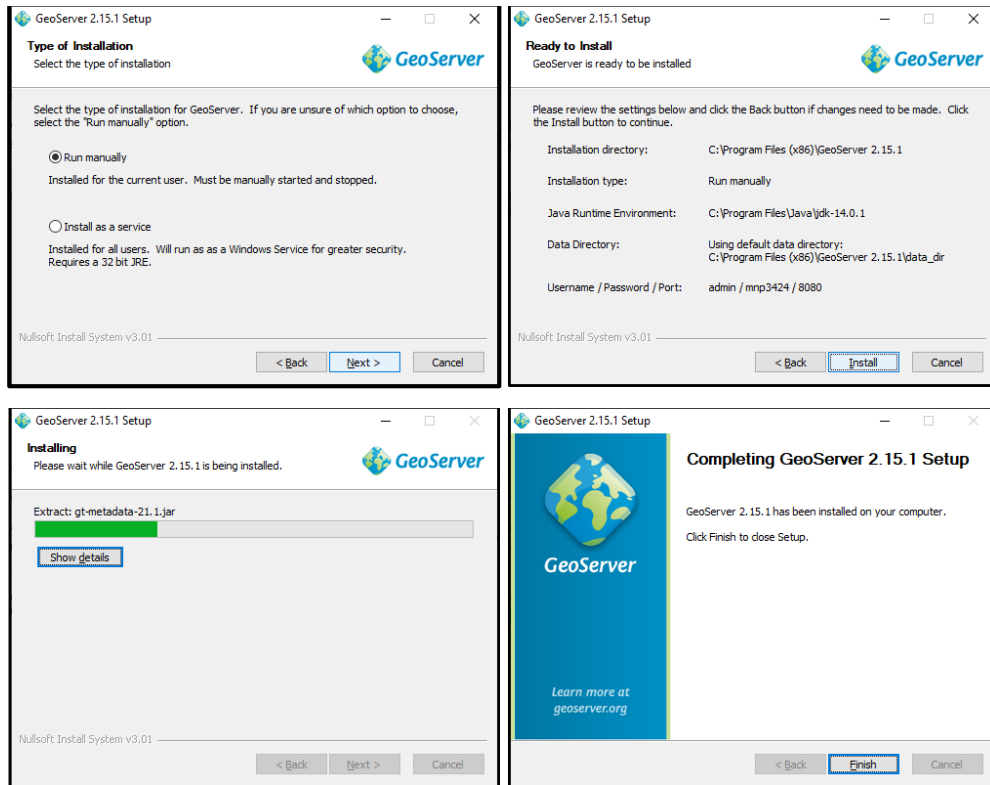 GeoServer 2.15.1 Setup
Type of Installation
Select the type of installation
GeoServer
Select the type of installation for GeoServer. If you are unsure of which option to choose,
select the "Run manually" option.
Run manually
Installed for the current user. Must be manually started and stopped.
Install as a service
Installed for all users. Will run as as a Windows Service for greater security.
Requires a 32 bit JRE.
Nullsoft Install System v3.01
< Back
Next >
Cancel
GeoServer 2.15.1 Setup
Ready to Install
GeoServer is ready to be installed
GeoServer
Please review the settings below and click the Back button if changes need to be made. Click
the Install button to continue.
Installation directory: C:\Program Files (x86)\GeoServer 2.15.1
Installation type: Run manually
Java Runtime Environment: C:\Program Files\Java\jdk-14.0.1
Data Directory: Using default data directory:
C:\Program Files (x86)\GeoServer 2.15.1\data_dir
Username / Password / Port: admin / mnp3424 / 8080
Nullsoft Install System v3.01
< Back
Install
Cancel
GeoServer 2.15.1 Setup
Installing
Please wait while GeoServer 2.15.1 is being installed.
GeoServer
Extract: gt-metadata-21.1.jar
Show details
Nullsoft Install System v3.01
< Back
Next >
Cancel
GeoServer 2.15.1 Setup
GeoServer
Learn more at
geoserver.org
Completing GeoServer 2.15.1 Setup
GeoServer 2.15.1 has been installed on your computer.
Click Finish to close Setup.
< Back
Finish
Cancel